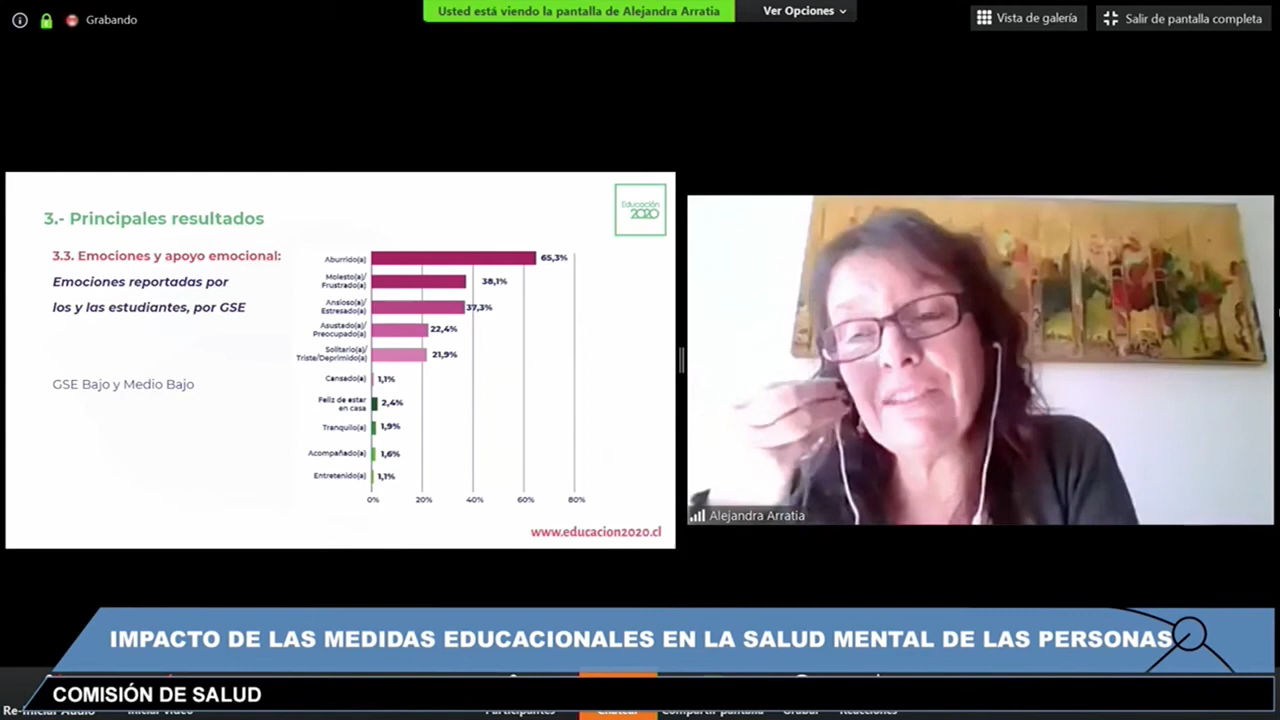 Grabando
Usted está viendo la pantalla de Alejandra Arratia
Ver Opciones
Vista de galería
Salir de pantalla completa
3.- Principales resultados
Educación
2020
3.3. Emociones y apoyo emocional:
Emociones reportadas por
los y las estudiantes, por GSE
GSE Bajo y Medio Bajo
Aburrido(a) 65,3%
Molesto(a)/
Frustrado(a) 38,1%
Ansioso(a)/
Estresado(a) 37,3%
Asustado(a)/
Preocupado(a) 22,4%
Solitario(a)/
Triste/Deprimido(a) 21,9%
Cansado(a) 1,1%
Feliz de estar
en casa 2,4%
Tranquilo(a) 1,9%
Acompañado(a) 1,6%
Entretenido(a) 1,1%
0% 20% 40% 60% 80%
www.educacion2020.cl
Alejandra Arratia
IMPACTO DE LAS MEDIDAS EDUCACIONALES EN LA SALUD MENTAL DE LAS PERSONAS
COMISIÓN DE SALUD